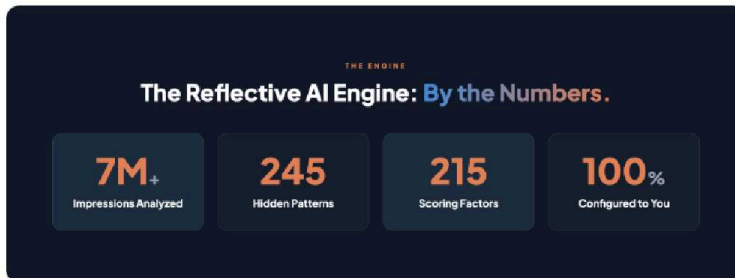 THE ENGINE
The Reflective AI Engine: By the Numbers.
7M+
Impressions Analyzed
245
Hidden Patterns
215
Scoring Factors
100%
Configured to You